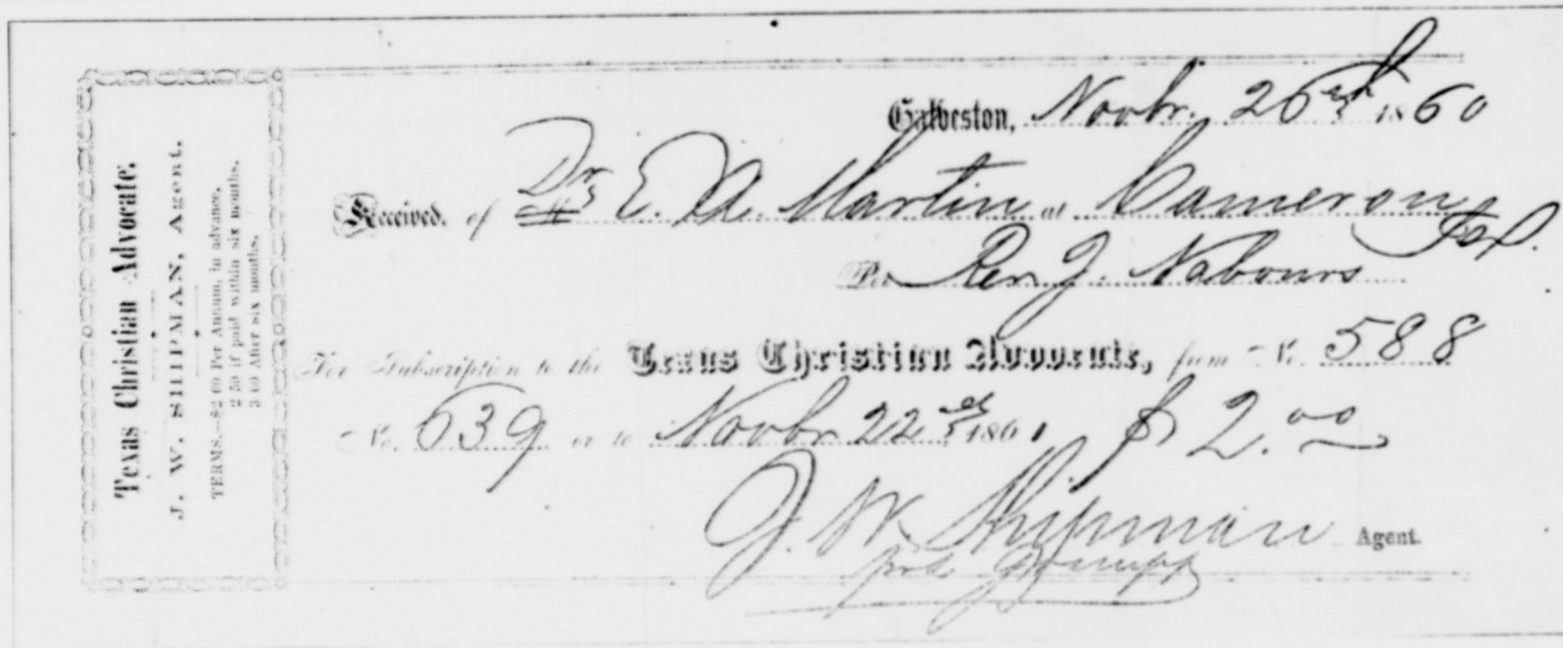 Texas Christian Advocate.
J. W. SHIPMAN, Agent.
TERMS.—$2 00 Per Annum, in advance.
2 50 if paid within six months.
3 00 After six months.
Galveston, Novbr. 26th 1860
Received, of Dr E. A. Martin at Cameron Tex.
Per Rev J. Nabours
For Subscription to the Texas Christian Advocate, from No. 588
No. 639 or to Novbr 22nd 1861 $2.00
J. W. Shipman Agent.